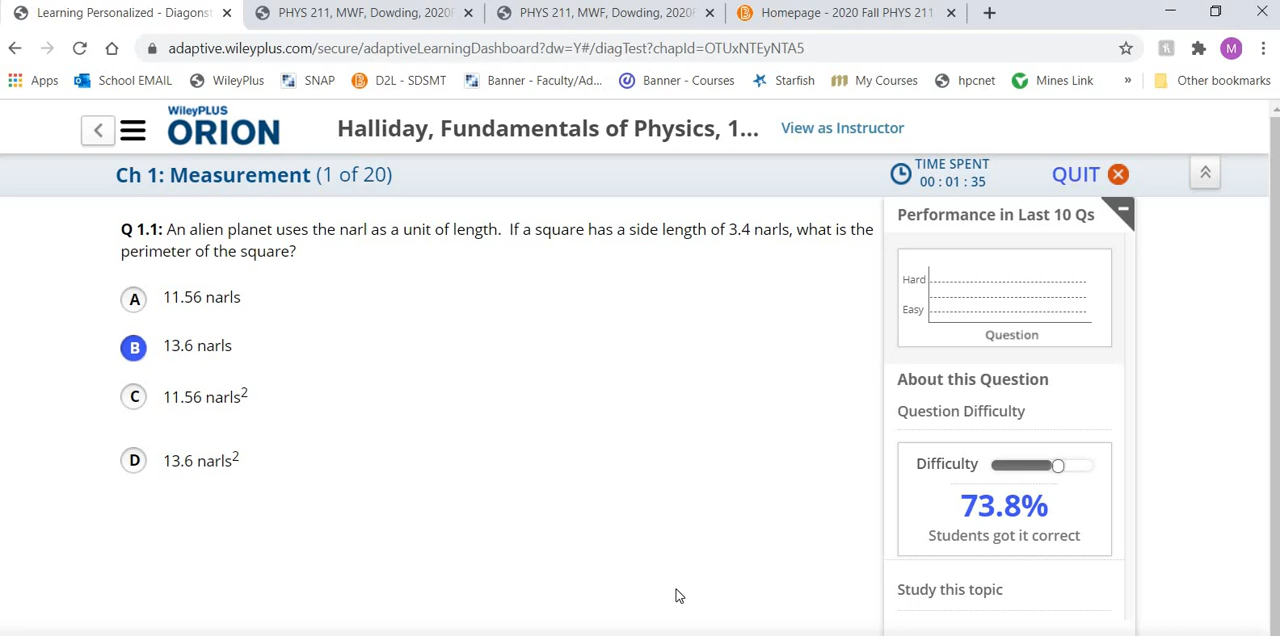 Learning Personalized - Diagonst
PHYS 211, MWF, Dowding, 2020F
PHYS 211, MWF, Dowding, 2020F
Homepage - 2020 Fall PHYS 211
adaptive.wileyplus.com/secure/adaptiveLearningDashboard?dw=Y#/diagTest?chapId=OTUxNTEyNTA5
M
Apps
School EMAIL
WileyPlus
SNAP
D2L - SDSMT
Banner - Faculty/Ad...
Banner - Courses
Starfish
My Courses
hpcnet
Mines Link
»
Other bookmarks
WileyPLUS
ORION
Halliday, Fundamentals of Physics, 1...
View as Instructor
Ch 1: Measurement (1 of 20)
TIME SPENT
00 : 01 : 35
QUIT
Q 1.1: An alien planet uses the narl as a unit of length. If a square has a side length of 3.4 narls, what is the
perimeter of the square?
A 11.56 narls
B 13.6 narls
C 11.56 narls²
D 13.6 narls²
Performance in Last 10 Qs
Hard
Easy
Question
About this Question
Question Difficulty
Difficulty
73.8%
Students got it correct
Study this topic